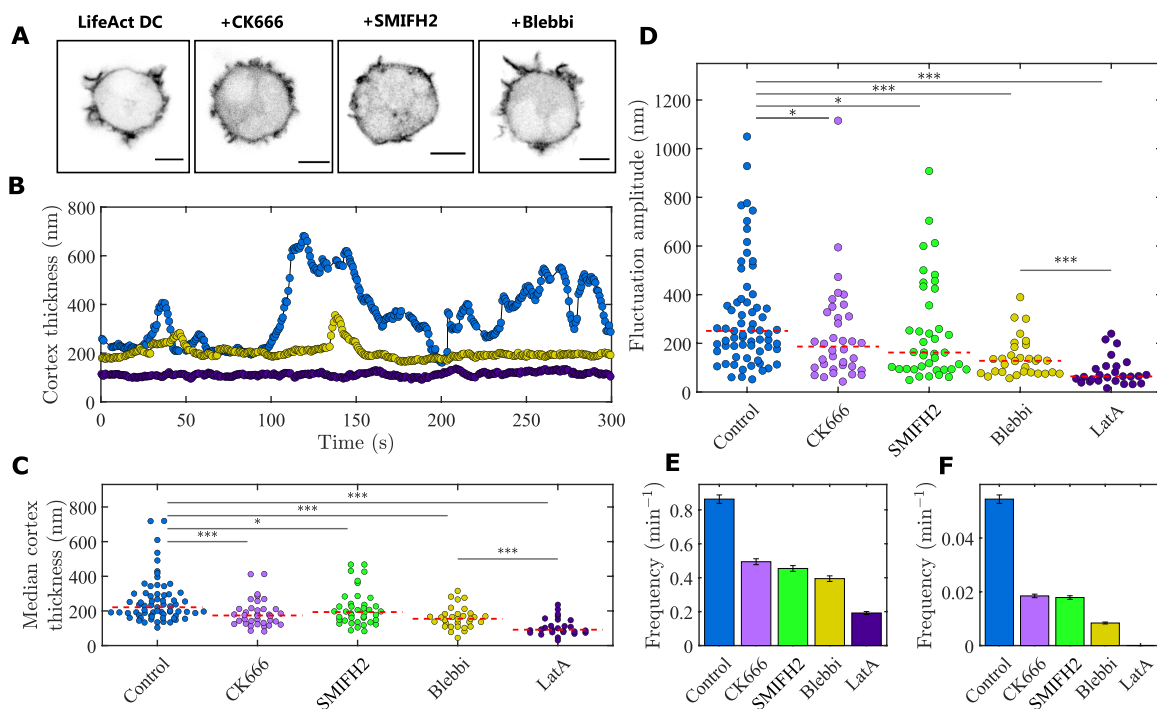 A
LifeAct DC
+CK666
+SMIFH2
+Blebbi
B
Cortex thickness (nm)
800
600
400
200
0
0
50
100
150
200
250
300
Time (s)
C
Median cortex
thickness (nm)
800
600
400
200
0
***
***
*
***
***
Control
CK666
SMIFH2
Blebbi
LatA
D
Fluctuation amplitude (nm)
1200
1000
800
600
400
200
0
***
***
*
*
***
Control
CK666
SMIFH2
Blebbi
LatA
E
Frequency (min⁻¹)
0.8
0.6
0.4
0.2
0
Control
CK666
SMIFH2
Blebbi
LatA
F
Frequency (min⁻¹)
0.04
0.02
0
Control
CK666
SMIFH2
Blebbi
LatA